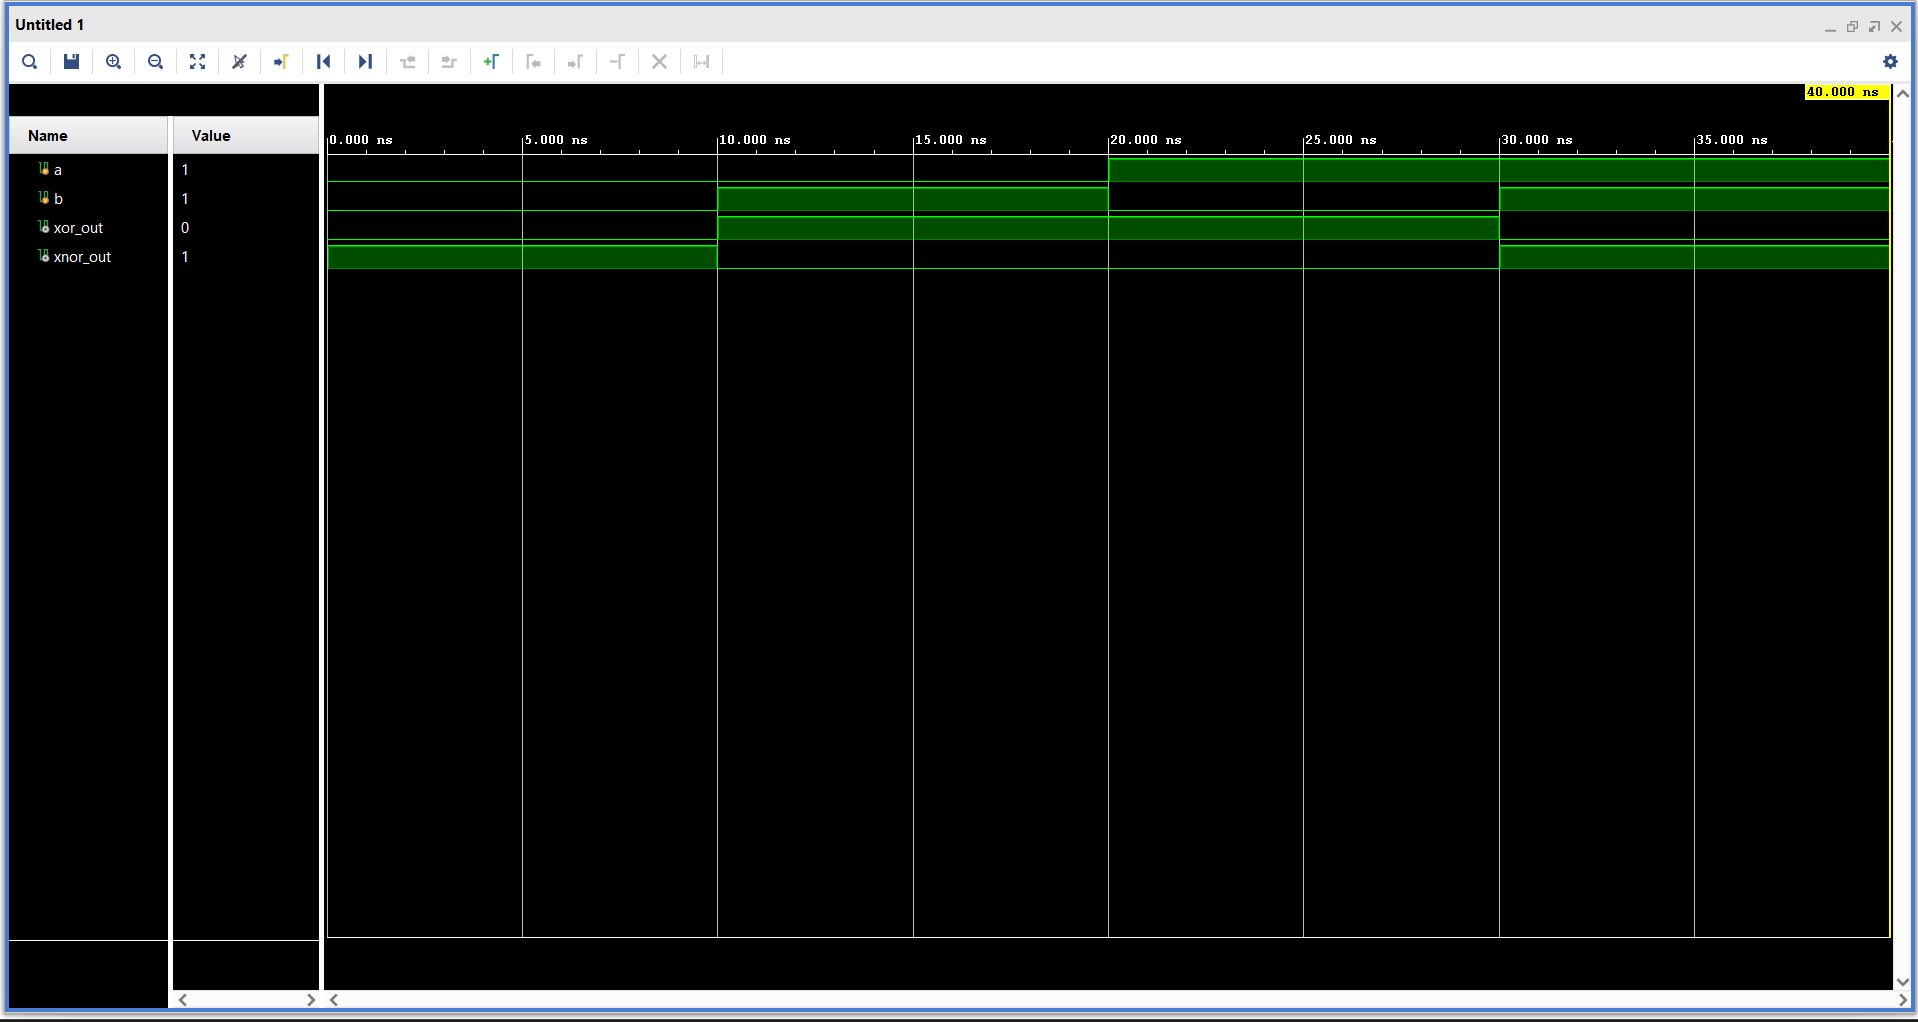 Untitled 1
40.000 ns
Name Value
0.000 ns 5.000 ns 10.000 ns 15.000 ns 20.000 ns 25.000 ns 30.000 ns 35.000 ns
a 1
b 1
xor_out 0
xnor_out 1